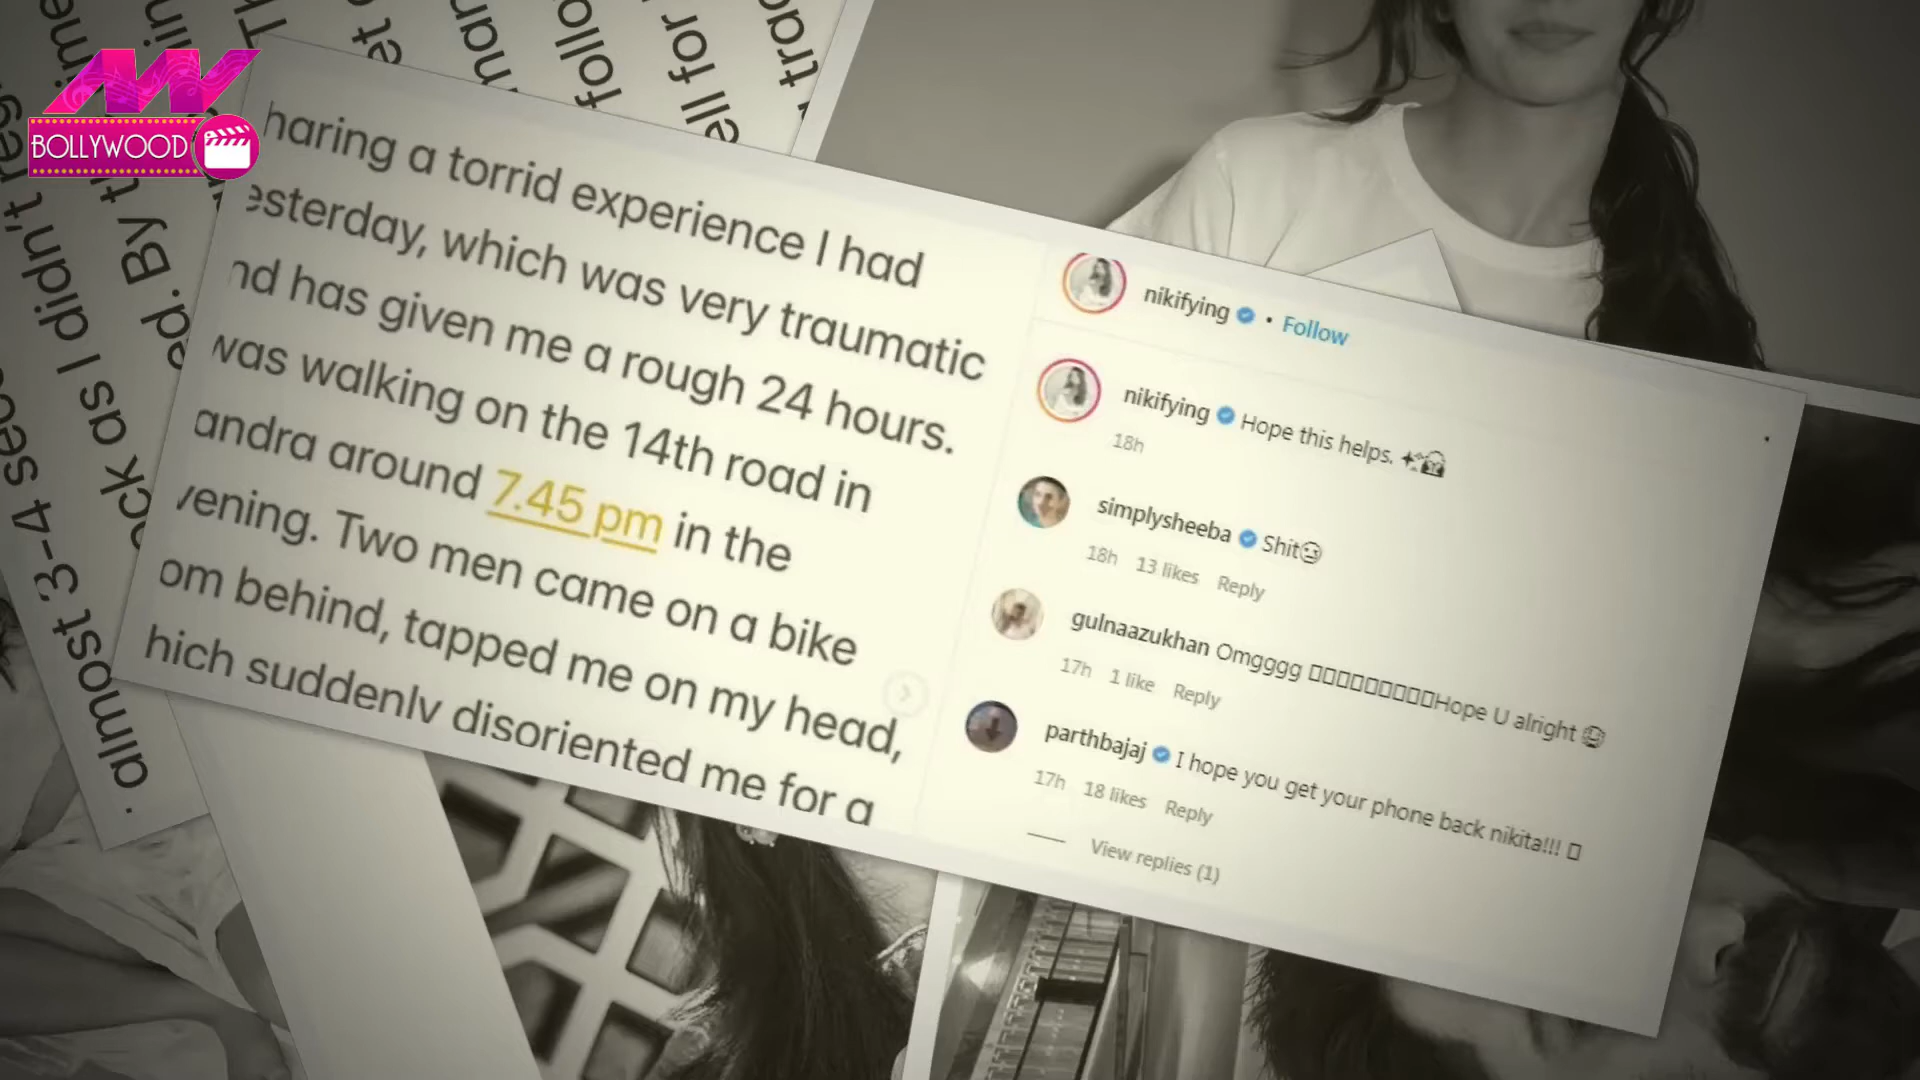 BOLLYWOOD
haring a torrid experience I had
esterday, which was very traumatic
nd has given me a rough 24 hours.
was walking on the 14th road in
andra around 7.45 pm in the
vening. Two men came on a bike
om behind, tapped me on my head,
hich suddenly disoriented me for a
nikifying • Follow
nikifying Hope this helps.
18h
simplysheeba Shit
18h 13 likes Reply
gulnaazukhan Omgggg Hope U alright
17h 1 like Reply
parthbajaj I hope you get your phone back nikita!!!
17h 18 likes Reply
View replies (1)
almost 3-4 seco
ck as I didn't
ed. By
follo
ell for